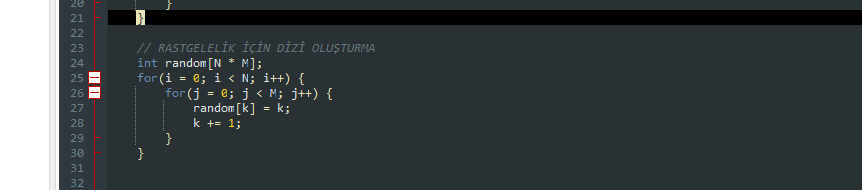 20 }
21 }
22
23 // RASTGELELİK İÇİN DİZİ OLUŞTURMA
24 int random[N * M];
25 for(i = 0; i < N; i++) {
26 for(j = 0; j < M; j++) {
27 random[k] = k;
28 k += 1;
29 }
30 }
31
32